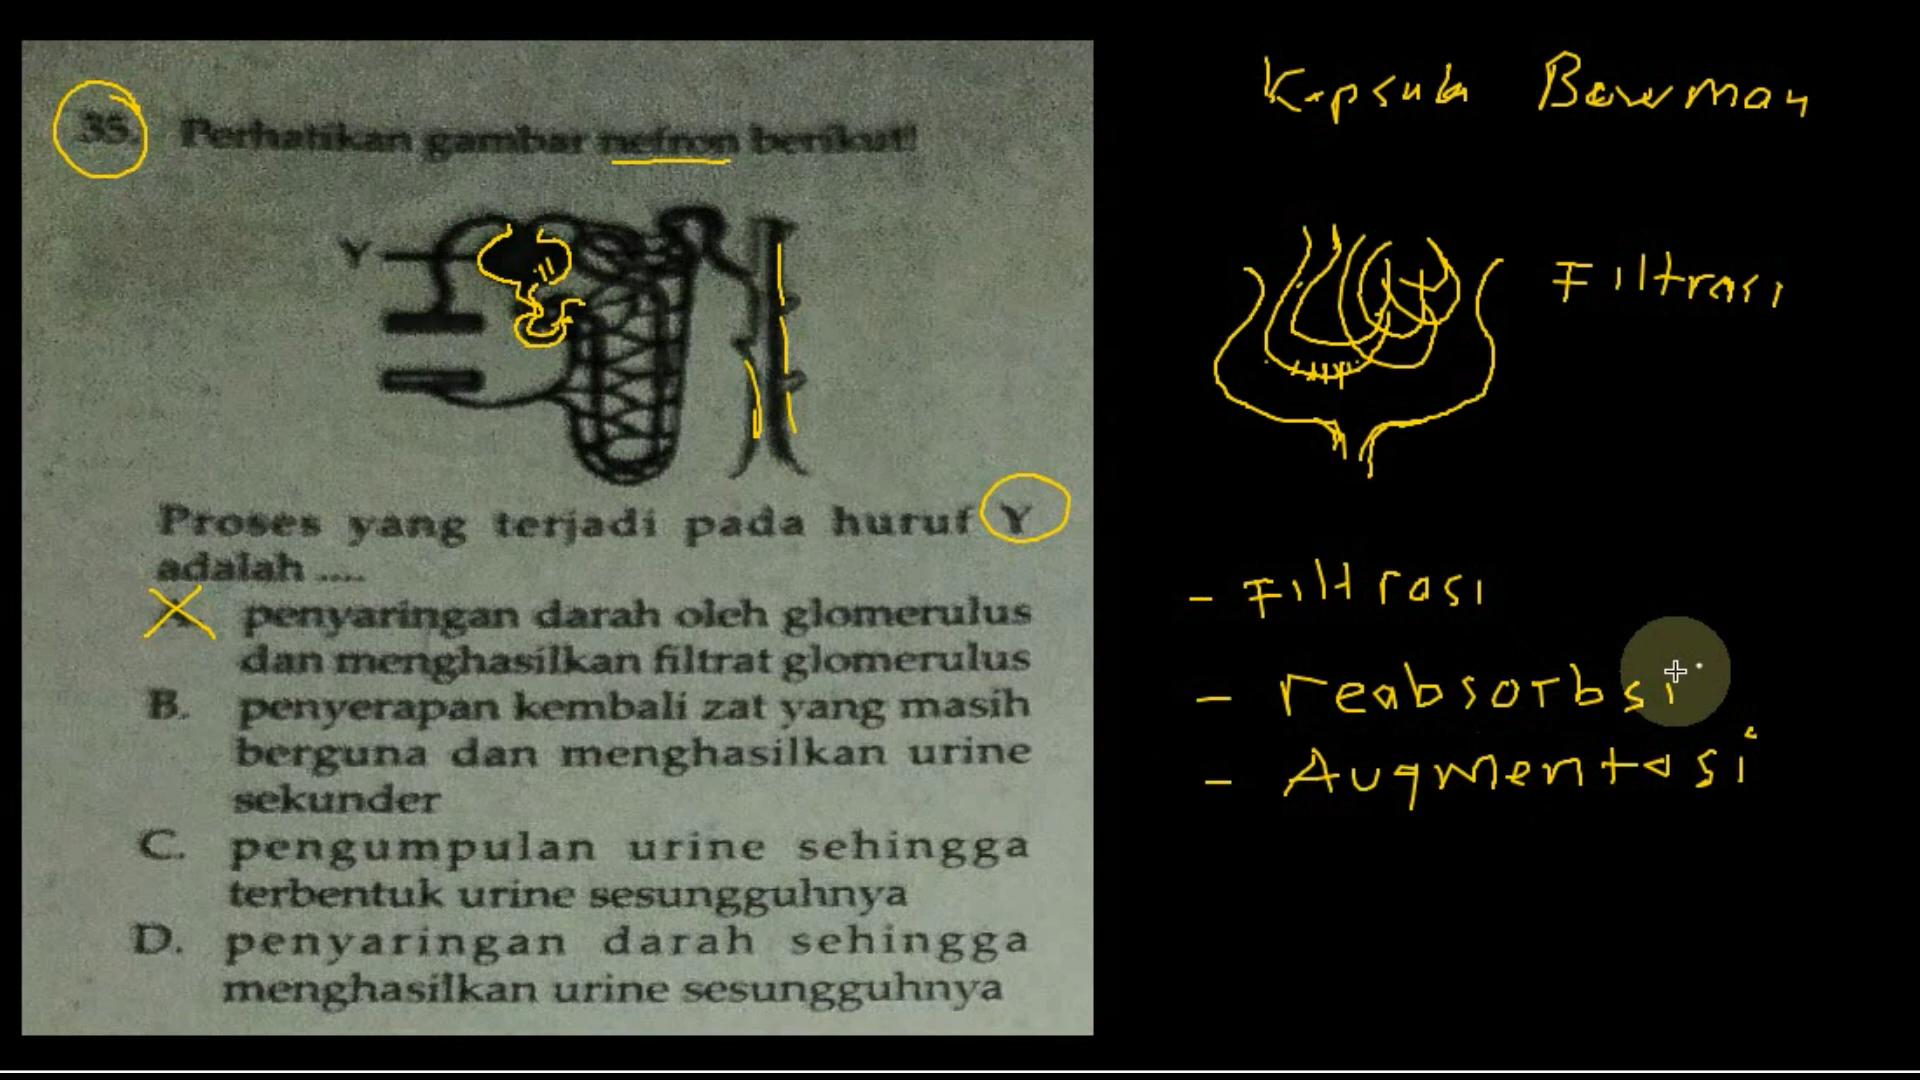 35. Perhatikan gambar nefron berikut!
Y
Proses yang terjadi pada huruf Y
adalah ....
penyaringan darah oleh glomerulus
dan menghasilkan filtrat glomerulus
B. penyerapan kembali zat yang masih
berguna dan menghasilkan urine
sekunder
C. pengumpulan urine sehingga
terbentuk urine sesungguhnya
D. penyaringan darah sehingga
menghasilkan urine sesungguhnya
Kapsula Bowman
Filtrasi
- Filtrasi
- reabsorbsi
- Augmentasi